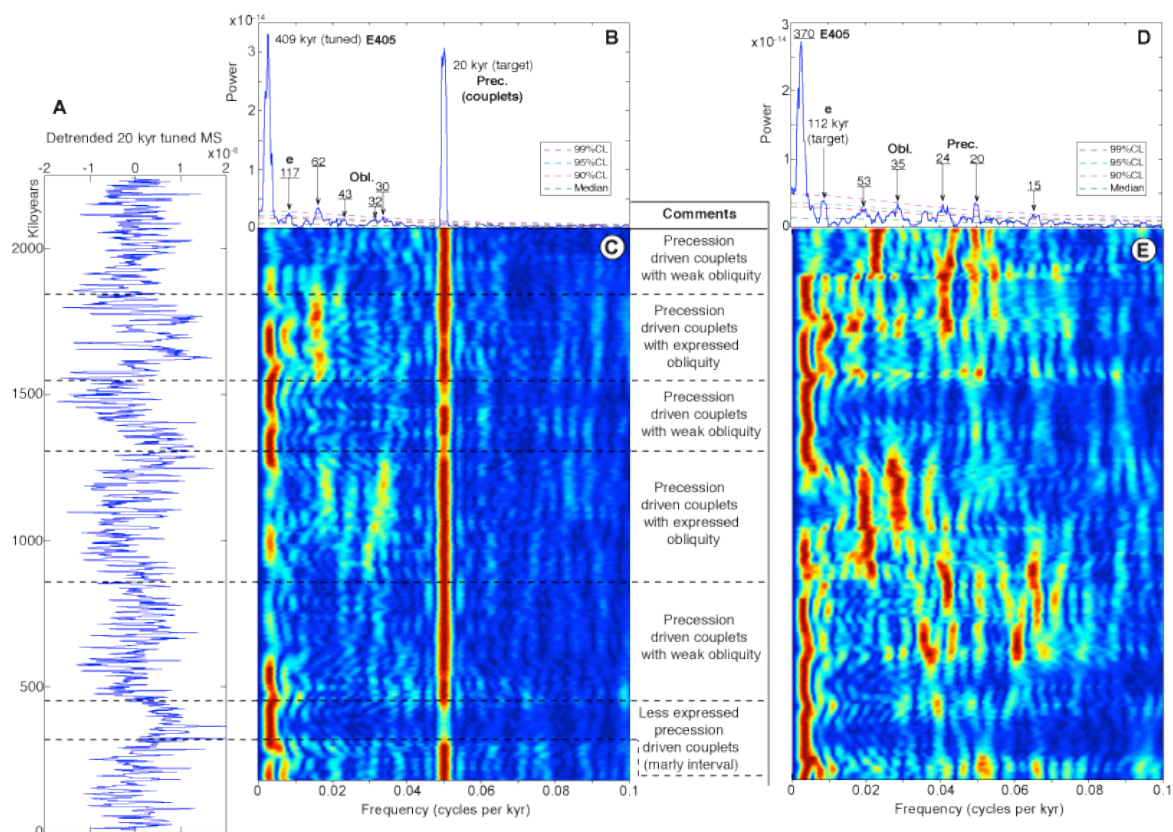 A
Detrended 20 kyr tuned MS
-2 -1 0 1 2
x10⁻⁸
Kiloyears
2000
1500
1000
500
0
x10⁻¹⁴
B
Power
3
2
1
0
409 kyr (tuned) E405
20 kyr (target)
Prec.
(couplets)
e
117
62
43
Obl.
32
30
99%CL
95%CL
90%CL
Median
C
0 0.02 0.04 0.06 0.08 0.1
Frequency (cycles per kyr)
Comments
Precession
driven couplets
with weak obliquity
Precession
driven couplets
with expressed
obliquity
Precession
driven couplets
with weak obliquity
Precession
driven couplets
with expressed
obliquity
Precession
driven couplets
with weak obliquity
Less expressed
precession
driven couplets
(marly interval)
x10⁻¹⁴
D
Power
3
2
1
0
370 E405
e
112 kyr
(target)
53
Obl.
35
Prec.
24
20
15
99%CL
95%CL
90%CL
Median
E
0 0.02 0.04 0.06 0.08 0.1
Frequency (cycles per kyr)